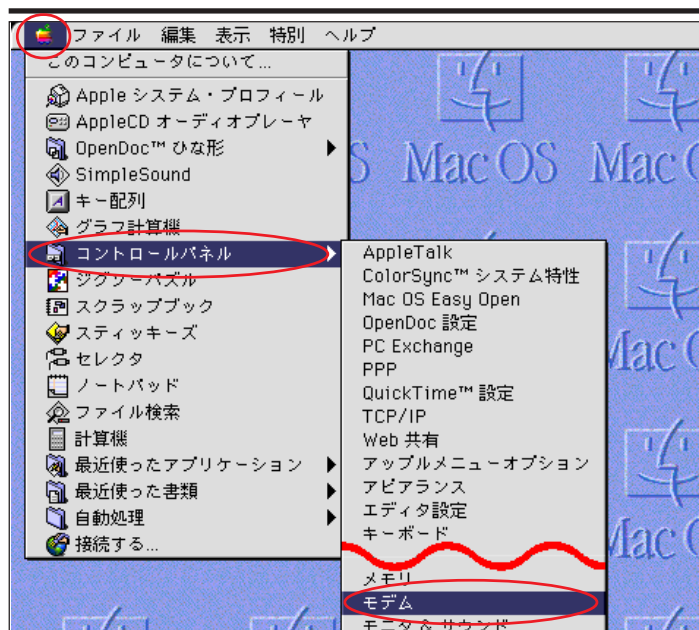 ファイル 編集 表示 特別 ヘルプ
このコンピュータについて...
Apple システム・プロフィール
AppleCD オーディオプレーヤ
OpenDoc™ ひな形
SimpleSound
キー配列
グラフ計算機
コントロールパネル
ジグソーパズル
スクラップブック
スティッキーズ
セレクタ
ノートパッド
ファイル検索
計算機
最近使ったアプリケーション
最近使った書類
自動処理
接続する...
AppleTalk
ColorSync™ システム特性
Mac OS Easy Open
OpenDoc 設定
PC Exchange
PPP
QuickTime™ 設定
TCP/IP
Web 共有
アップルメニューオプション
アピアランス
エディタ設定
キーボード
メモリ
モデム
モニタ & サウンド
S Mac OS Mac O
Mac O
Mac O